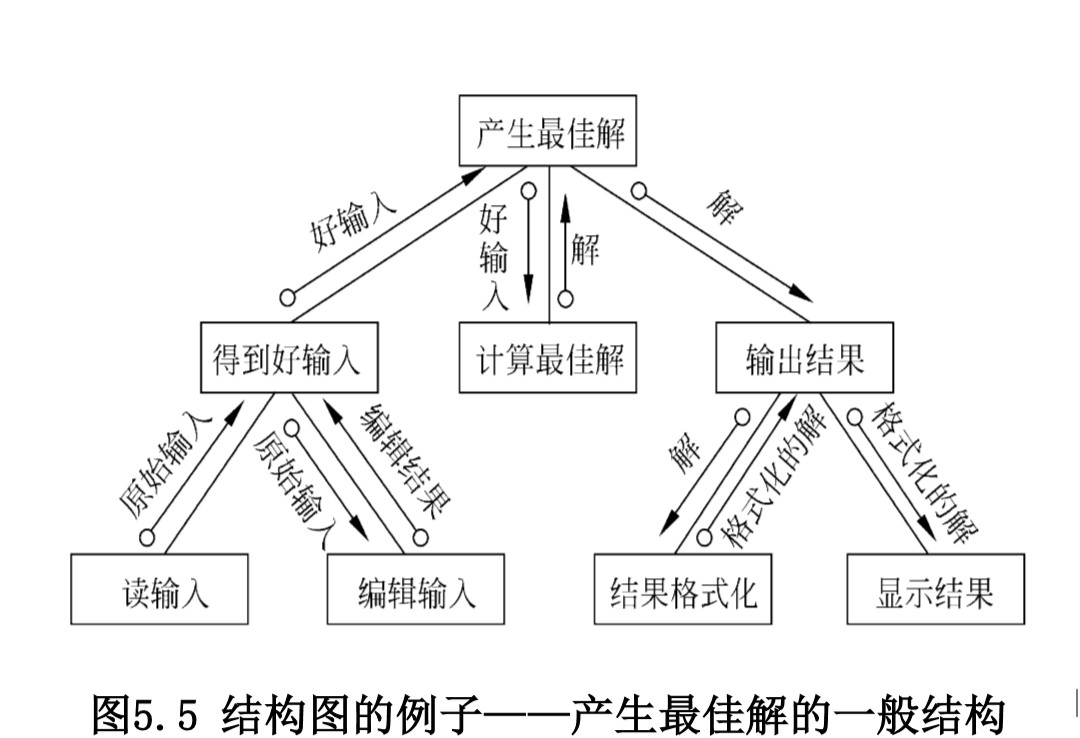 产生最佳解
好输入
好输入
解
解
得到好输入
计算最佳解
输出结果
原始输入
原始输入
编辑结果
解
格式化的解
格式化的解
读输入
编辑输入
结果格式化
显示结果
图5.5 结构图的例子——产生最佳解的一般结构